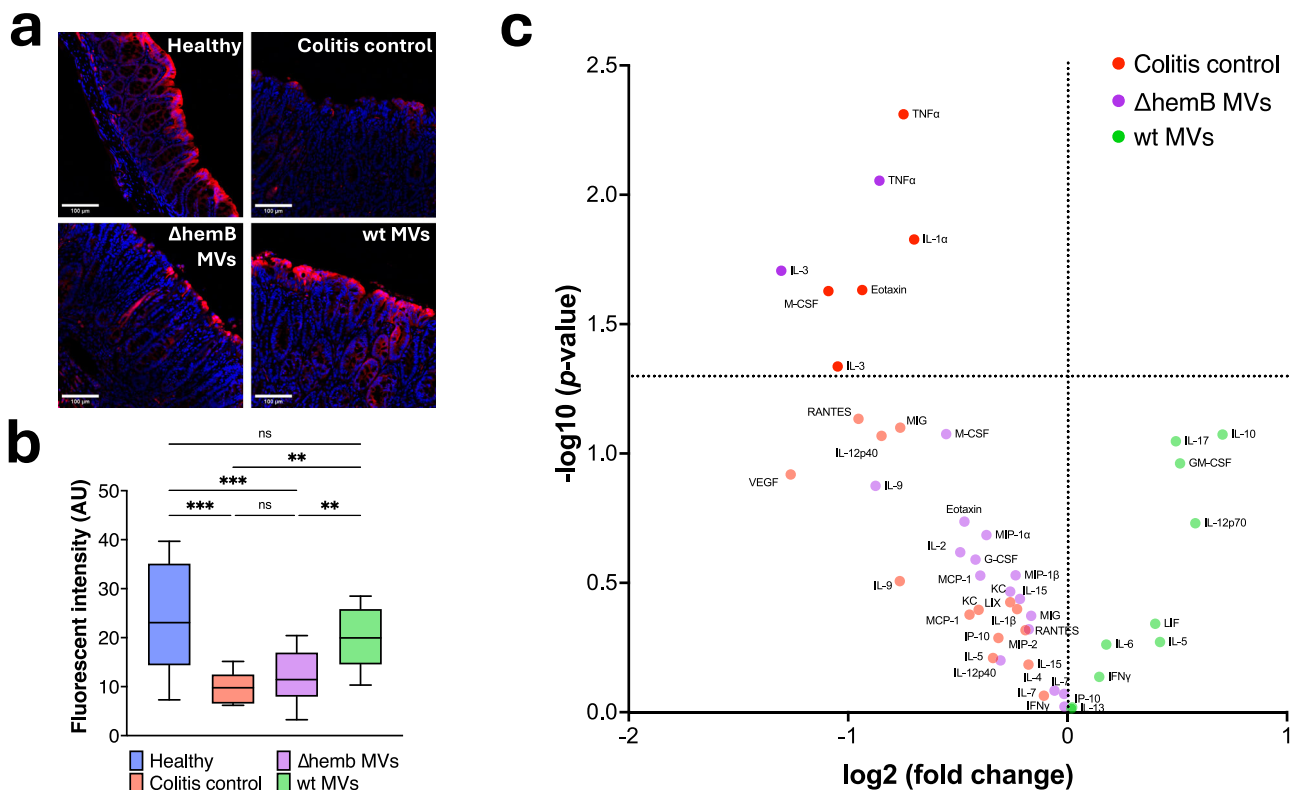 a
Healthy
Colitis control
100 µm
100 µm
ΔhemB
MVs
wt MVs
100 µm
100 µm
b
ns
**
***
***
ns
**
Fluorescent intensity (AU)
50
40
30
20
10
0
Healthy
Δhemb MVs
Colitis control
wt MVs
c
Colitis control
ΔhemB MVs
wt MVs
-log10 (p-value)
2.5
2.0
1.5
1.0
0.5
0.0
-2
-1
0
1
log2 (fold change)
TNFα
TNFα
IL-1α
IL-3
M-CSF
Eotaxin
IL-3
RANTES
MIG
IL-12p40
M-CSF
VEGF
IL-9
IL-17
IL-10
GM-CSF
IL-12p70
Eotaxin
MIP-1α
IL-2
G-CSF
MCP-1
MIP-1β
IL-9
KC
IL-15
KC
LIX
MCP-1
IL-1β
MIG
RANTES
IP-10
MIP-2
IL-5
IL-15
IL-12p40
IL-4
IL-7
IL-7
IP-10
IFNγ
IL-13
LIF
IL-6
IL-5
IFNγ